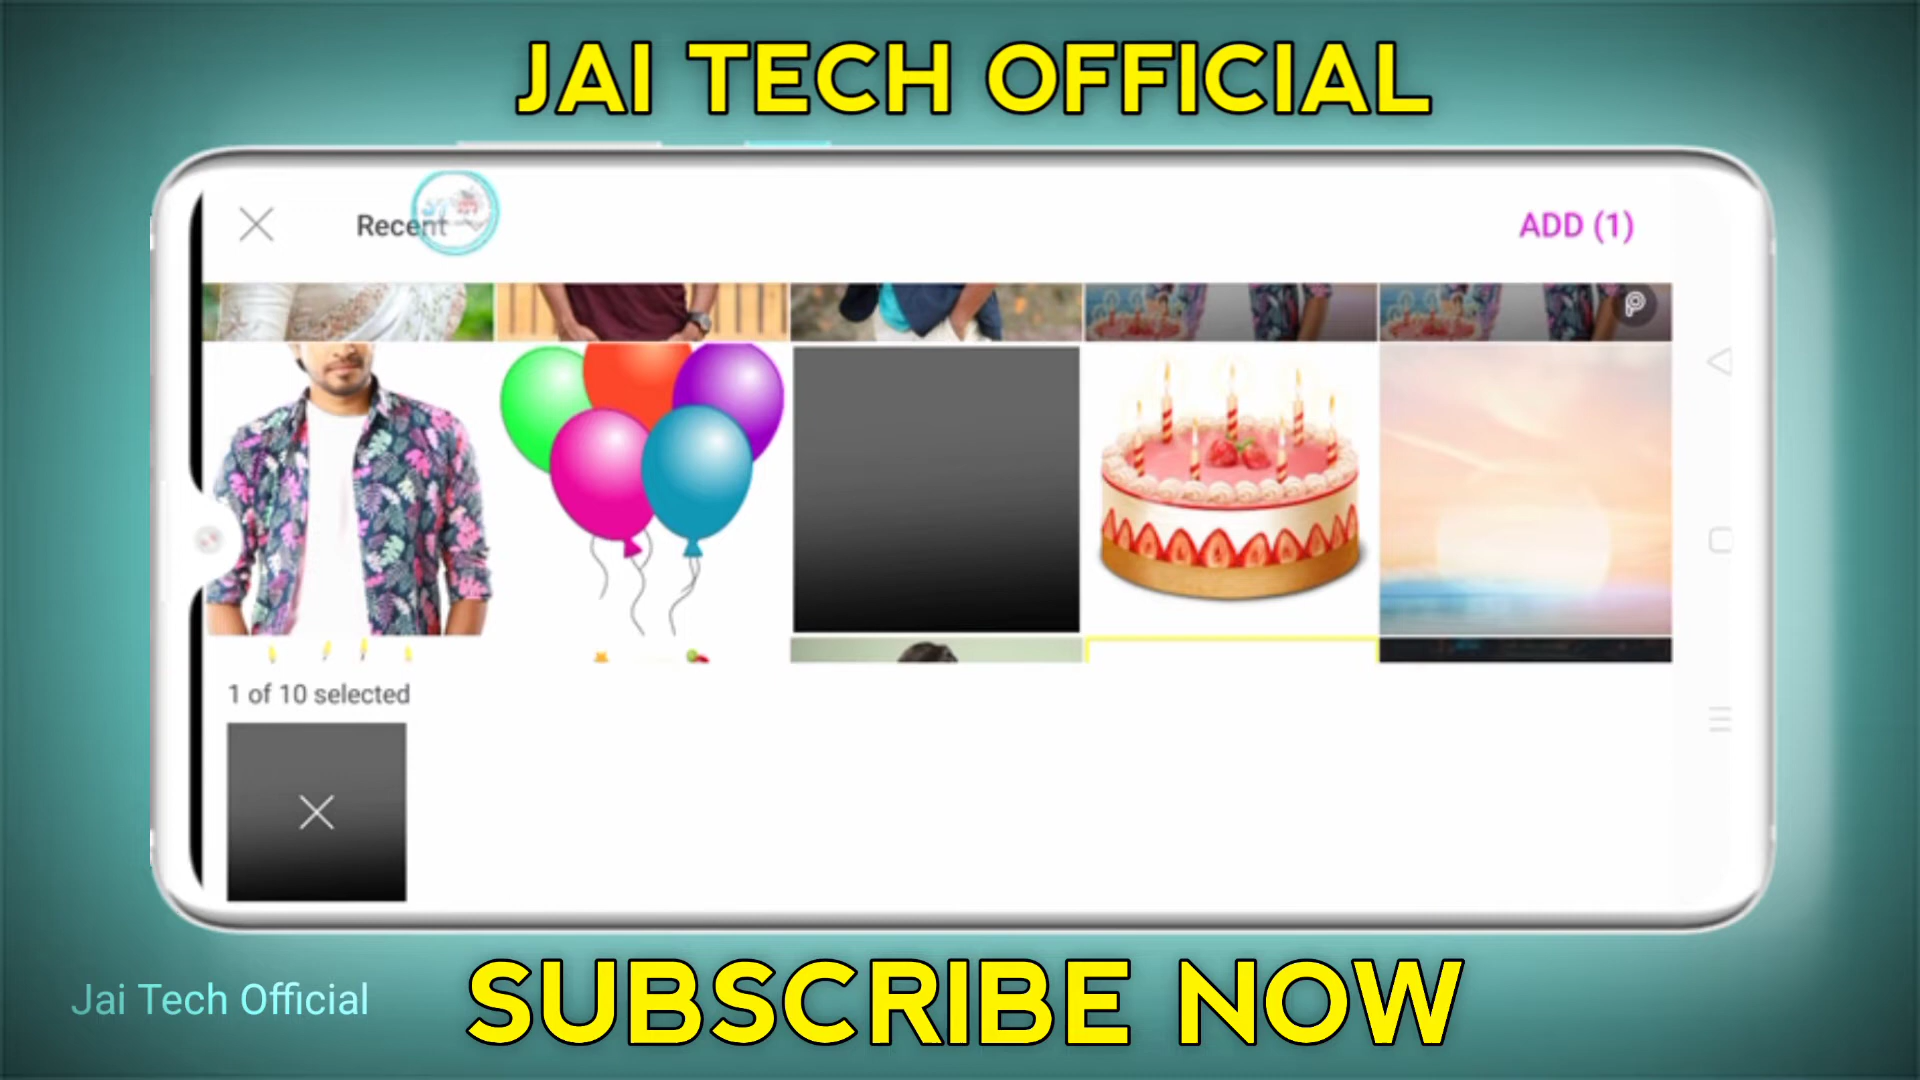 JAI TECH OFFICIAL
Recent
ADD (1)
1 of 10 selected
Jai Tech Official
SUBSCRIBE NOW